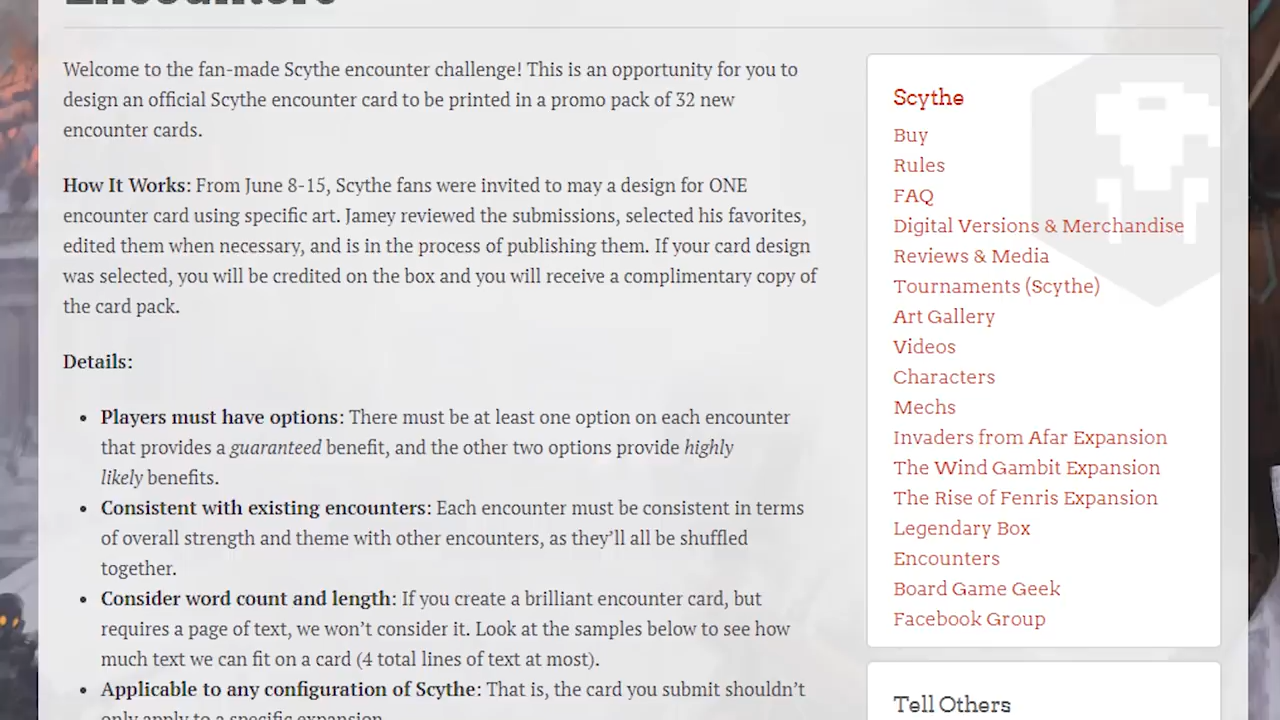 Encounters
Welcome to the fan-made Scythe encounter challenge! This is an opportunity for you to
design an official Scythe encounter card to be printed in a promo pack of 32 new
encounter cards.
How It Works: From June 8-15, Scythe fans were invited to may a design for ONE
encounter card using specific art. Jamey reviewed the submissions, selected his favorites,
edited them when necessary, and is in the process of publishing them. If your card design
was selected, you will be credited on the box and you will receive a complimentary copy of
the card pack.
Details:
• Players must have options: There must be at least one option on each encounter
that provides a guaranteed benefit, and the other two options provide highly
likely benefits.
• Consistent with existing encounters: Each encounter must be consistent in terms
of overall strength and theme with other encounters, as they'll all be shuffled
together.
• Consider word count and length: If you create a brilliant encounter card, but
requires a page of text, we won't consider it. Look at the samples below to see how
much text we can fit on a card (4 total lines of text at most).
• Applicable to any configuration of Scythe: That is, the card you submit shouldn't
only apply to a specific expansion.
Scythe
Buy
Rules
FAQ
Digital Versions & Merchandise
Reviews & Media
Tournaments (Scythe)
Art Gallery
Videos
Characters
Mechs
Invaders from Afar Expansion
The Wind Gambit Expansion
The Rise of Fenris Expansion
Legendary Box
Encounters
Board Game Geek
Facebook Group
Tell Others